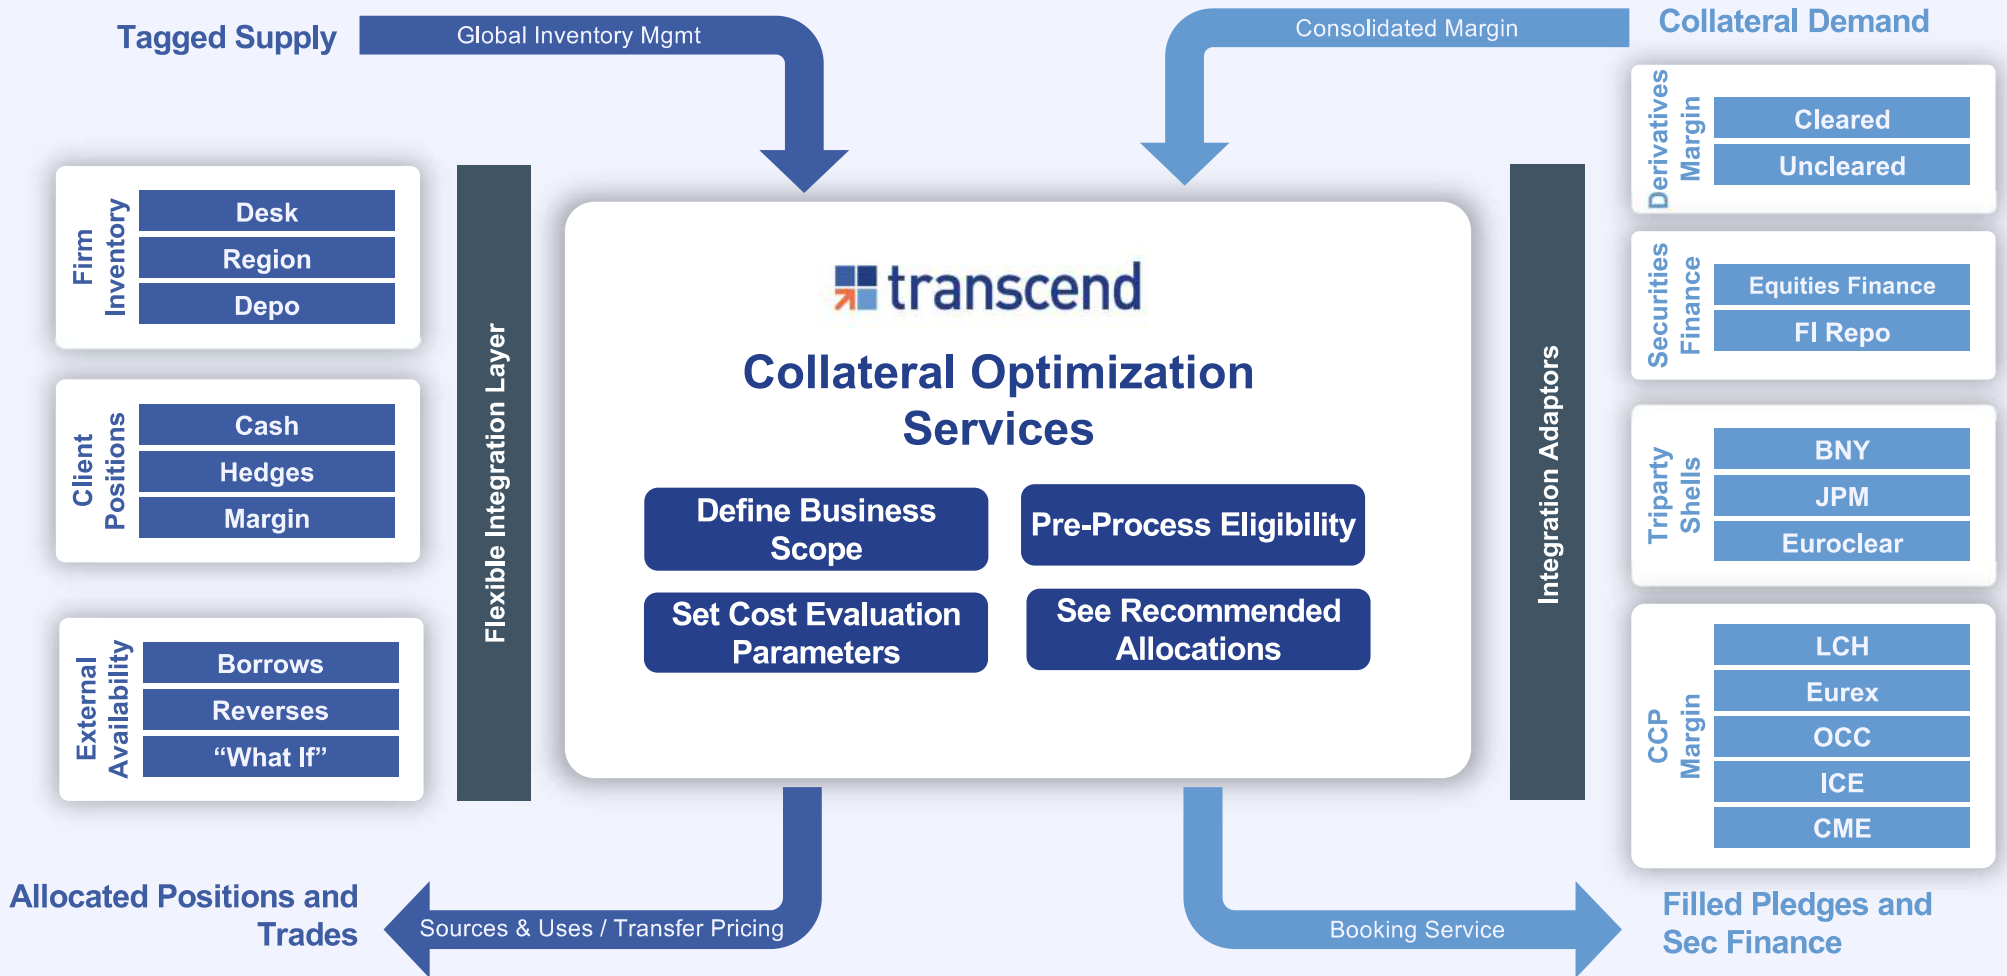 Tagged Supply
Global Inventory Mgmt
Consolidated Margin
Collateral Demand
Firm
Inventory
Desk
Region
Depo
Client
Positions
Cash
Hedges
Margin
External
Availability
Borrows
Reverses
“What If”
Flexible Integration Layer
transcend
Collateral Optimization
Services
Define Business
Scope
Pre-Process Eligibility
Set Cost Evaluation
Parameters
See Recommended
Allocations
Integration Adaptors
Derivatives
Margin
Cleared
Uncleared
Securities
Finance
Equities Finance
FI Repo
Triparty
Shells
BNY
JPM
Euroclear
CCP
Margin
LCH
Eurex
OCC
ICE
CME
Allocated Positions and
Trades
Sources & Uses / Transfer Pricing
Booking Service
Filled Pledges and
Sec Finance